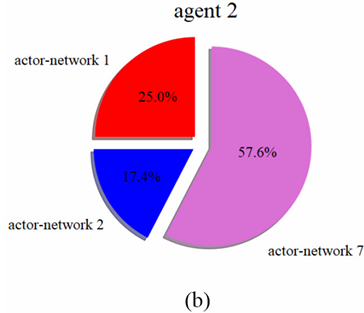 agent 2
actor-network 1
25.0%
57.6%
17.4%
actor-network 2
actor-network 7
(b)